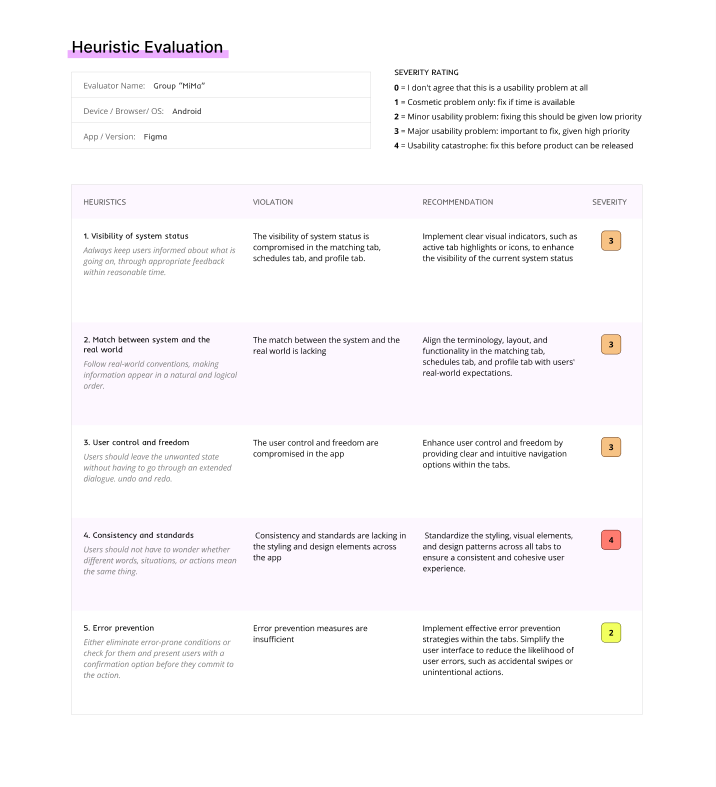 Heuristic Evaluation
Evaluator Name: Group “MiMa”
Device / Browser/ OS: Android
App / Version: Figma
SEVERITY RATING
0 = I don't agree that this is a usability problem at all
1 = Cosmetic problem only: fix if time is available
2 = Minor usability problem: fixing this should be given low priority
3 = Major usability problem: important to fix, given high priority
4 = Usability catastrophe: fix this before product can be released
HEURISTICS
VIOLATION
RECOMMENDATION
SEVERITY
1. Visibility of system status
Aalways keep users informed about what is
going on, through appropriate feedback
within reasonable time.
The visibility of system status is
compromised in the matching tab,
schedules tab, and profile tab.
Implement clear visual indicators, such as
active tab highlights or icons, to enhance
the visibility of the current system status
3
2. Match between system and the
real world
Follow real-world conventions, making
information appear in a natural and logical
order.
The match between the system and the
real world is lacking
Align the terminology, layout, and
functionality in the matching tab,
schedules tab, and profile tab with users'
real-world expectations.
3
3. User control and freedom
Users should leave the unwanted state
without having to go through an extended
dialogue. undo and redo.
The user control and freedom are
compromised in the app
Enhance user control and freedom by
providing clear and intuitive navigation
options within the tabs.
3
4. Consistency and standards
Users should not have to wonder whether
different words, situations, or actions mean
the same thing.
Consistency and standards are lacking in
the styling and design elements across
the app
Standardize the styling, visual elements,
and design patterns across all tabs to
ensure a consistent and cohesive user
experience.
4
5. Error prevention
Either eliminate error-prone conditions or
check for them and present users with a
confirmation option before they commit to
the action.
Error prevention measures are
insufficient
Implement effective error prevention
strategies within the tabs. Simplify the
user interface to reduce the likelihood of
user errors, such as accidental swipes or
unintentional actions.
2